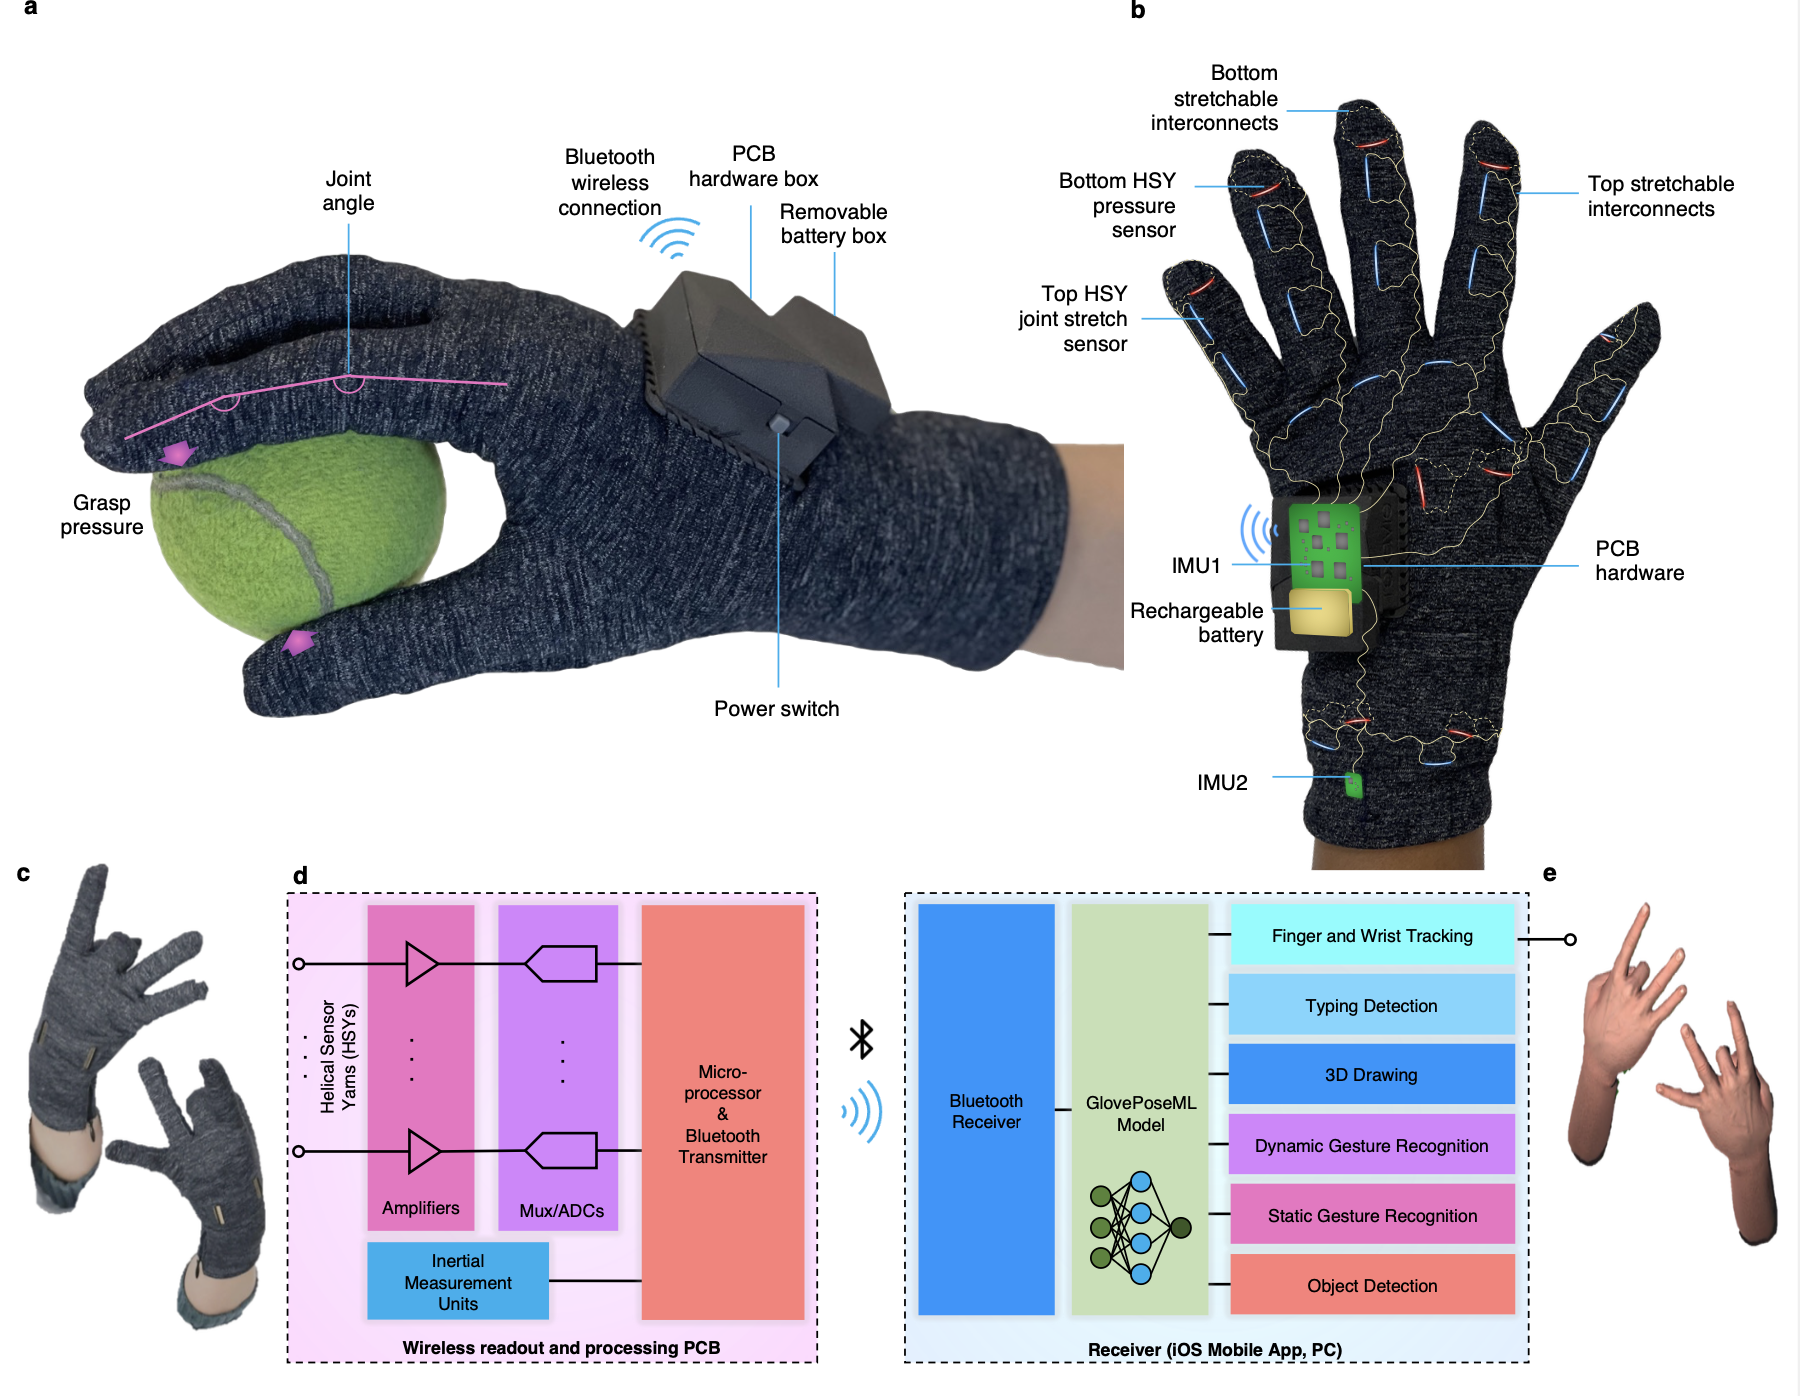 a
Joint
angle
Bluetooth
wireless
connection
PCB
hardware box
Removable
battery box
Grasp
pressure
Power switch
b
Bottom
stretchable
interconnects
Bottom HSY
pressure
sensor
Top HSY
joint stretch
sensor
Top stretchable
interconnects
IMU1
Rechargeable
battery
PCB
hardware
IMU2
c
d
Helical Sensor
Yarns (HSYs)
Amplifiers
Mux/ADCs
Inertial
Measurement
Units
Micro-
processor
&
Bluetooth
Transmitter
Wireless readout and processing PCB
Bluetooth
Receiver
GlovePoseML
Model
Finger and Wrist Tracking
Typing Detection
3D Drawing
Dynamic Gesture Recognition
Static Gesture Recognition
Object Detection
Receiver (iOS Mobile App, PC)
e